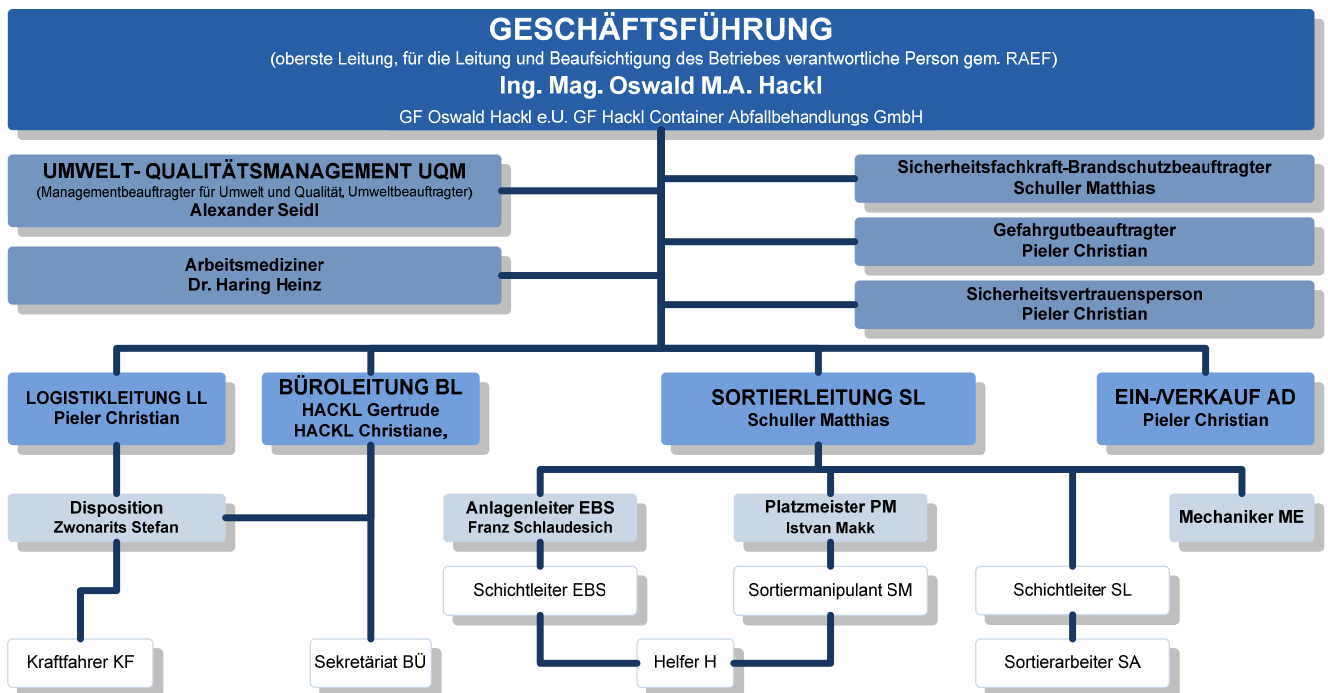 GESCHÄFTSFÜHRUNG
(oberste Leitung, für die Leitung und Beaufsichtigung des Betriebes verantwortliche Person gem. RAEF)
Ing. Mag. Oswald M.A. Hackl
GF Oswald Hackl e.U. GF Hackl Container Abfallbehandlungs GmbH
UMWELT- QUALITÄTSMANAGEMENT UQM
(Managementbeauftragter für Umwelt und Qualität, Umweltbeauftragter)
Alexander Seidl
Sicherheitsfachkraft-Brandschutzbeauftragter
Schuller Matthias
Gefahrgutbeauftragter
Pieler Christian
Arbeitsmediziner
Dr. Haring Heinz
Sicherheitsvertrauensperson
Pieler Christian
LOGISTIKLEITUNG LL
Pieler Christian
BÜROLEITUNG BL
HACKL Gertrude
HACKL Christiane,
SORTIERLEITUNG SL
Schuller Matthias
EIN-/VERKAUF AD
Pieler Christian
Disposition
Zwonarits Stefan
Anlagenleiter EBS
Franz Schlaudesich
Platzmeister PM
Istvan Makk
Mechaniker ME
Schichtleiter EBS
Sortiermanipulant SM
Schichtleiter SL
Kraftfahrer KF
Sekretäriat BÜ
Helfer H
Sortierarbeiter SA